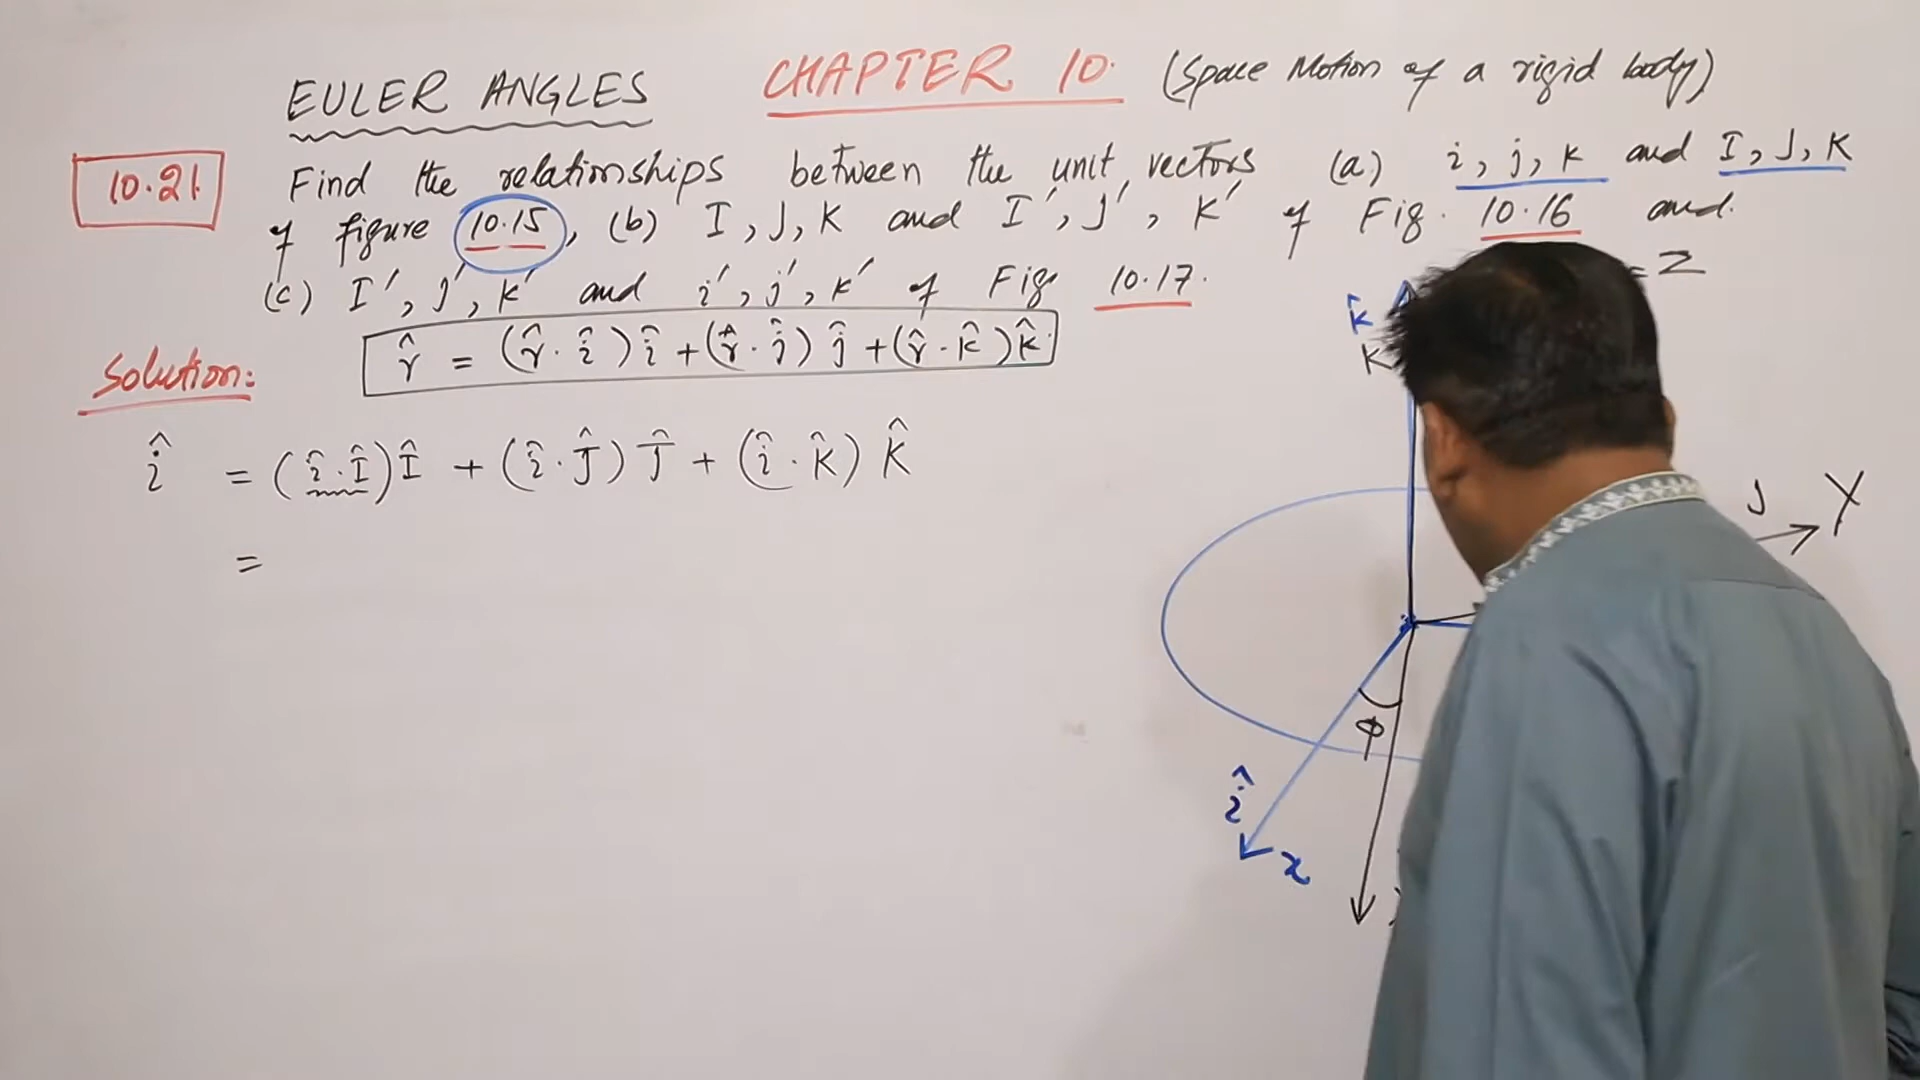 EULER ANGLES CHAPTER 10. (Space Motion of a rigid body)
10.21. Find the relationships between the unit vectors (a) i, j, k and I, J, K
of figure 10.15, (b) I, J, K and I', J', K' of Fig. 10.16 and.
(c) I', J', K' and i', j', k' of Fig 10.17.
= Z
Solution: r̂ = (r̂ · î) î + (r̂ · ĵ) ĵ + (r̂ · k̂) k̂.
k̂
K
î = (î · Î) Î + (î · Ĵ) Ĵ + (î · K̂) K̂
J Y
=
φ
î
x